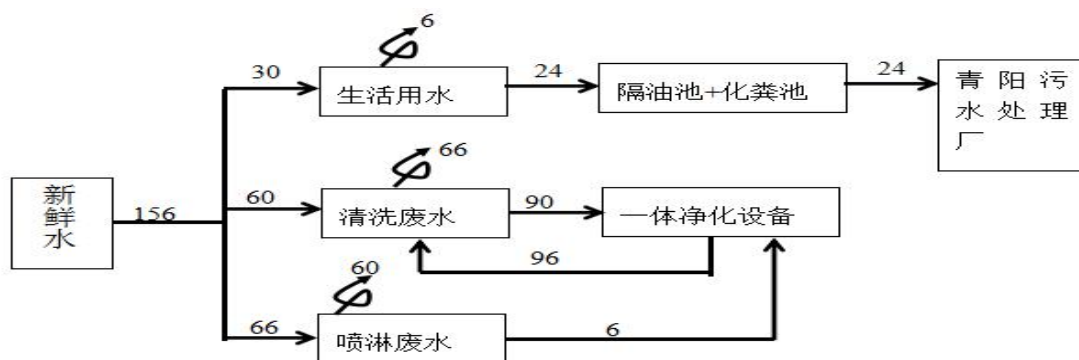 6
30
生活用水
24
隔油池+化粪池
24
青阳污
水处理
厂
新
鲜
水
156
60
66
清洗废水
90
一体净化设备
96
60
66
喷淋废水
6